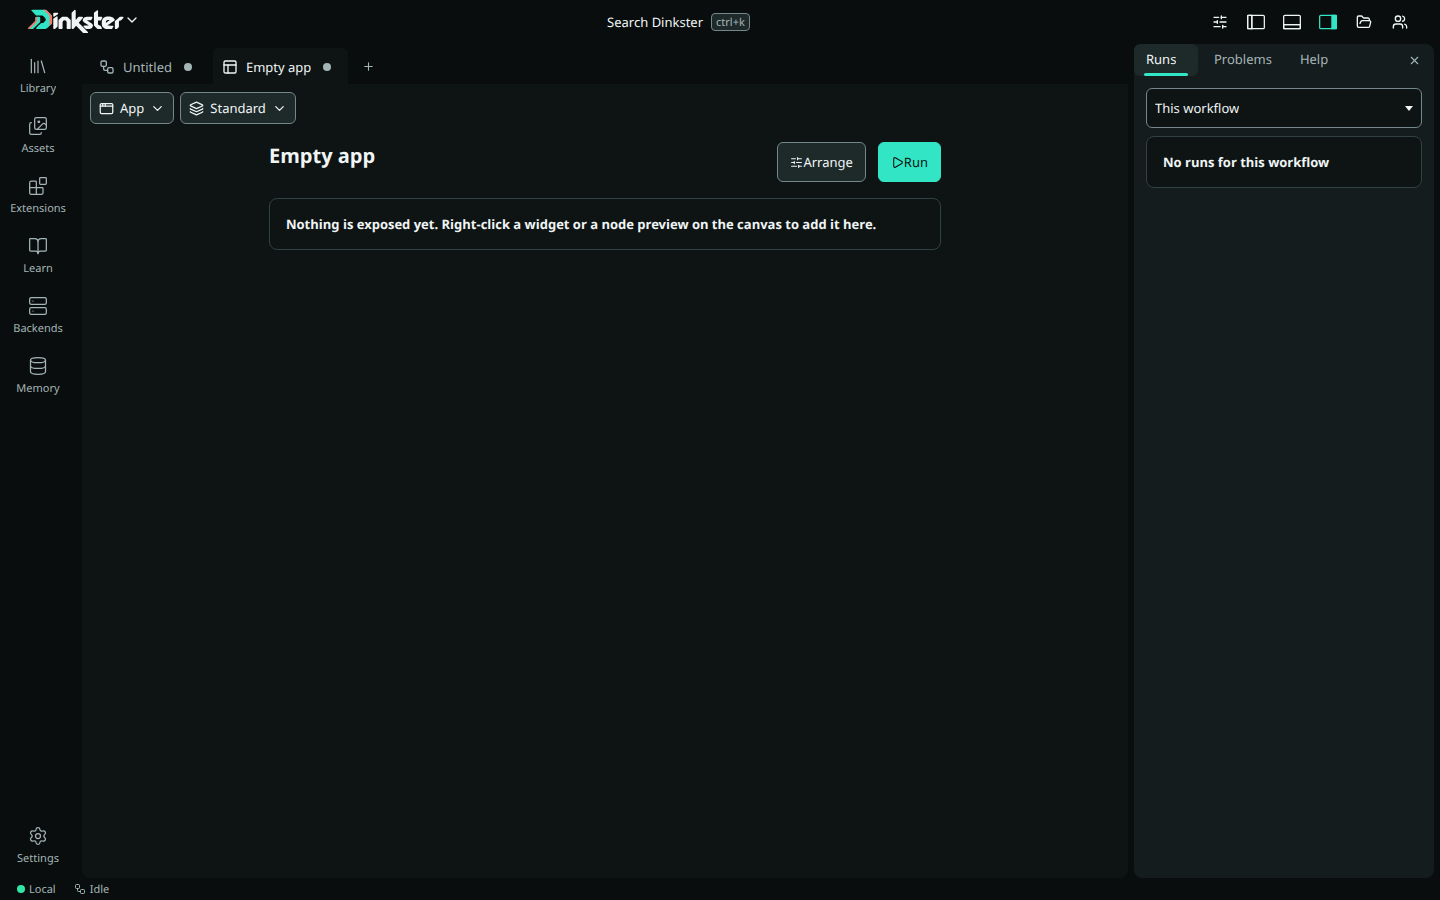 Dinkster
Search Dinkster ctrl+k
Library
Assets
Extensions
Learn
Backends
Memory
Settings
Untitled
Empty app
App
Standard
Empty app
Arrange
Run
Nothing is exposed yet. Right-click a widget or a node preview on the canvas to add it here.
Runs
Problems
Help
This workflow
No runs for this workflow
Local
Idle